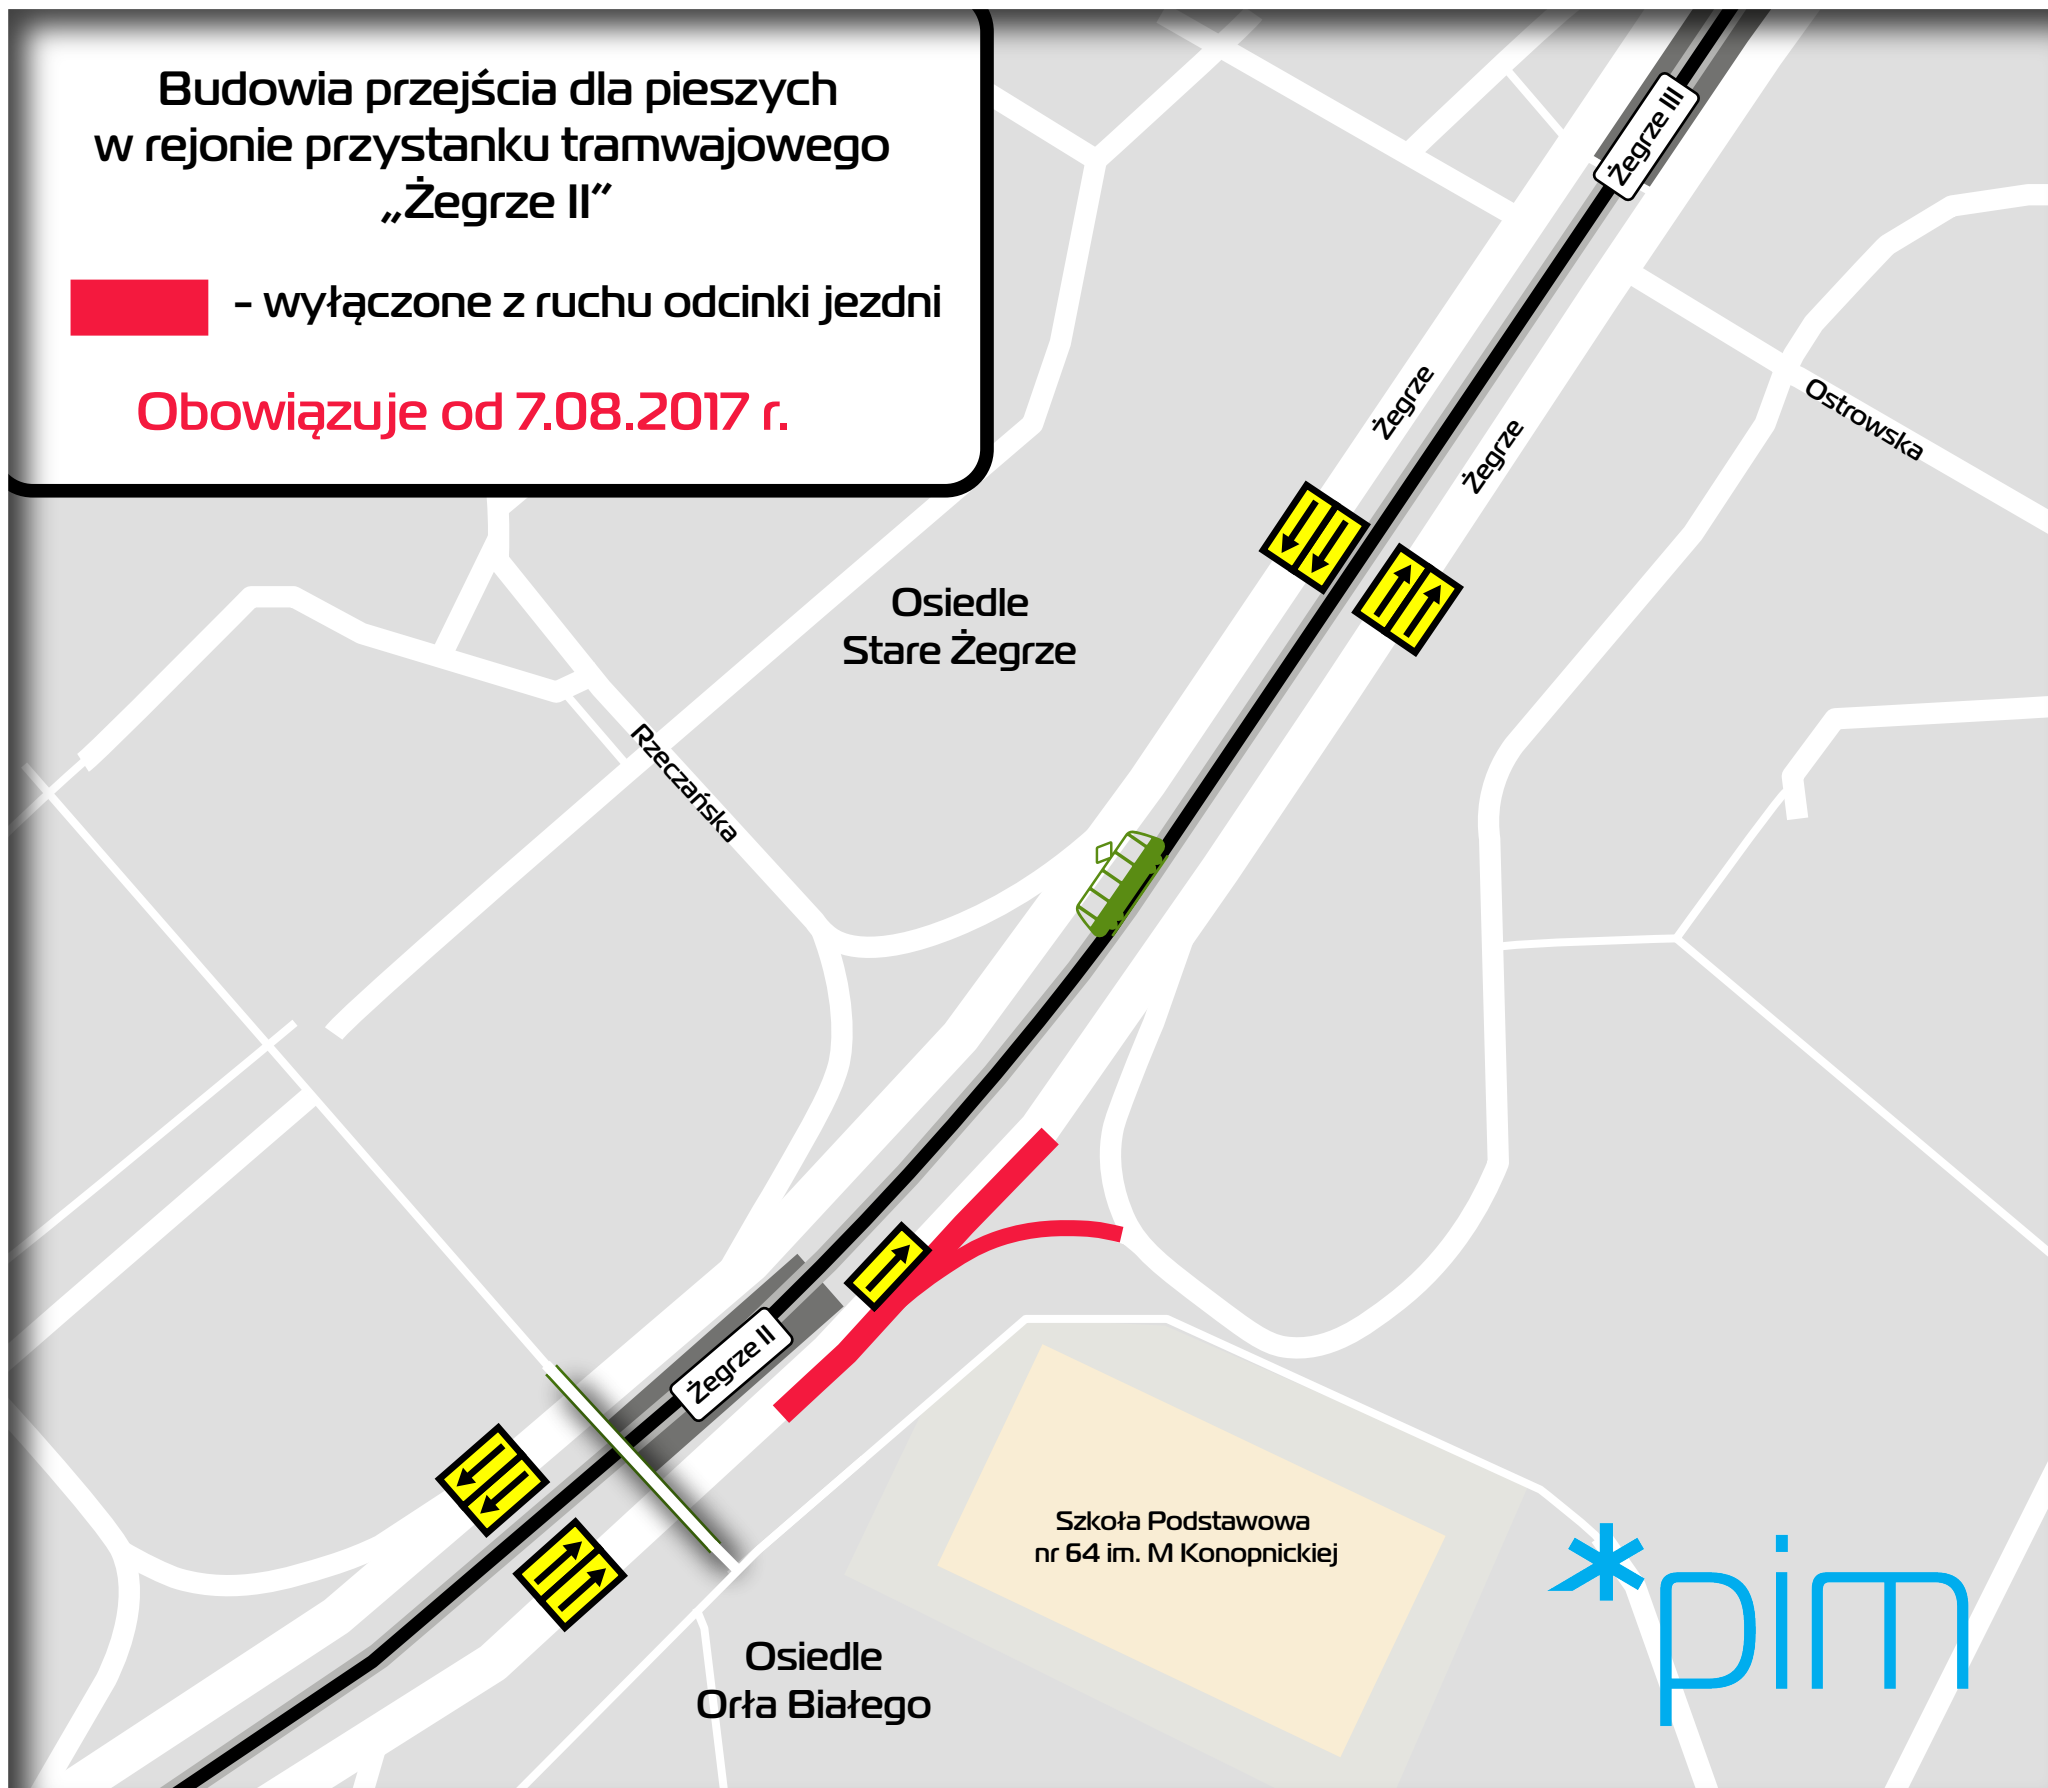 Budowia przejścia dla pieszych
w rejonie przystanku tramwajowego
„Żegrze II”
- wyłączone z ruchu odcinki jezdni
Obowiązuje od 7.08.2017 r.
Żegrze III
Żegrze
Żegrze
Ostrowska
Osiedle
Stare Żegrze
Rzeczańska
Żegrze II
Szkoła Podstawowa
nr 64 im. M Konopnickiej
Osiedle
Orła Białego
*pim